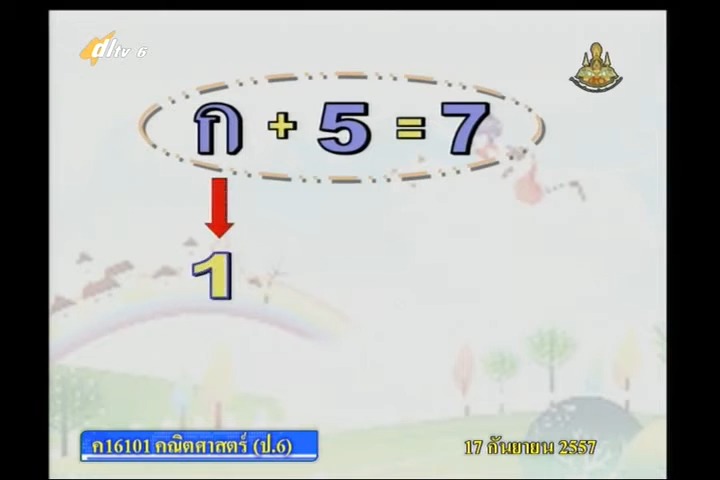 dltv 6
ก + 5 = 7
1
ค16101 คณิตศาสตร์ (ป.6)
17 กันยายน 2557